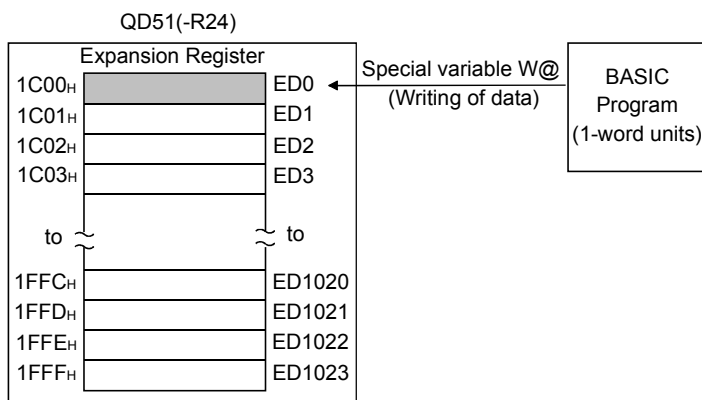 QD51(-R24)
Expansion Register
1C00H ED0
1C01H ED1
1C02H ED2
1C03H ED3
to to
1FFCH ED1020
1FFDH ED1021
1FFEH ED1022
1FFFH ED1023
Special variable W@
(Writing of data)
BASIC
Program
(1-word units)